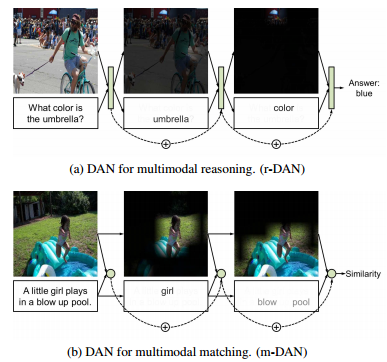 What color is
the umbrella?
umbrella
color
Answer:
blue
(a) DAN for multimodal reasoning. (r-DAN)
A little girl plays
in a blow up pool.
girl
blow pool
Similarity
(b) DAN for multimodal matching. (m-DAN)